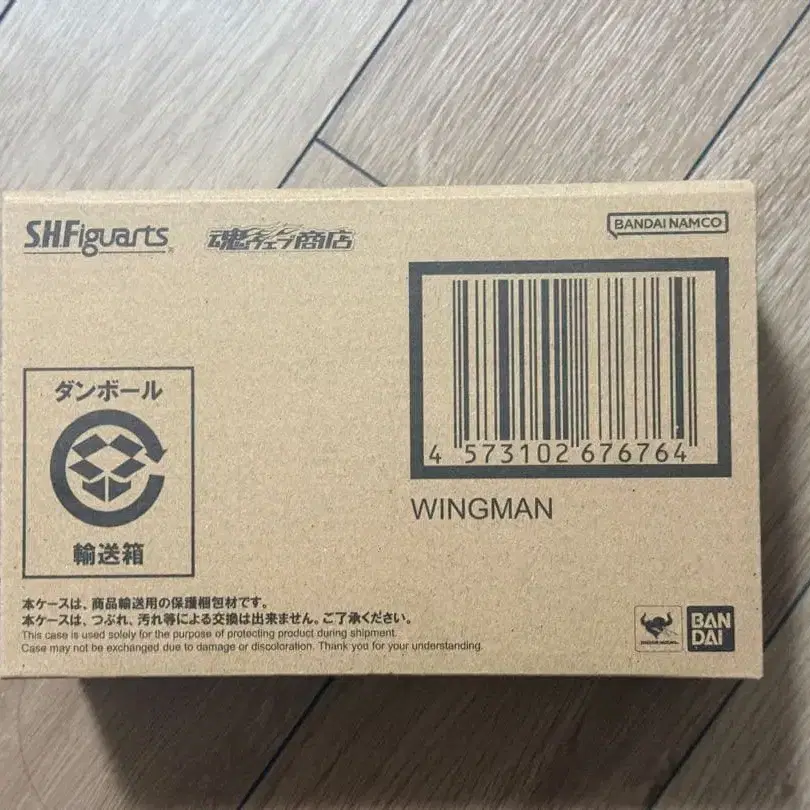 S.H.Figuarts
魂ウェブ商店
BANDAI NAMCO
4 573102 676764
WINGMAN
ダンボール
輸送箱
本ケースは、商品輸送用の保護梱包材です。
本ケースは、つぶれ、汚れ等による交換は出来ません。ご了承ください。
This case is used solely for the purpose of protecting product during shipment.
Case may not be exchanged due to damage or discoloration. Thank you for your understanding.
BAN
DAI